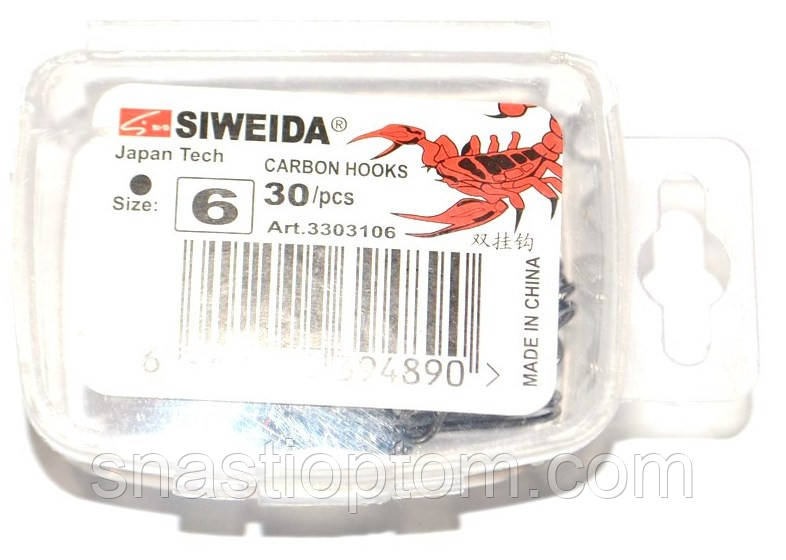 SIWEIDA®
Japan Tech
CARBON HOOKS
Size: 6 30/pcs
Art.3303106
双挂钩
MADE IN CHINA
94890>
snastioptom.com